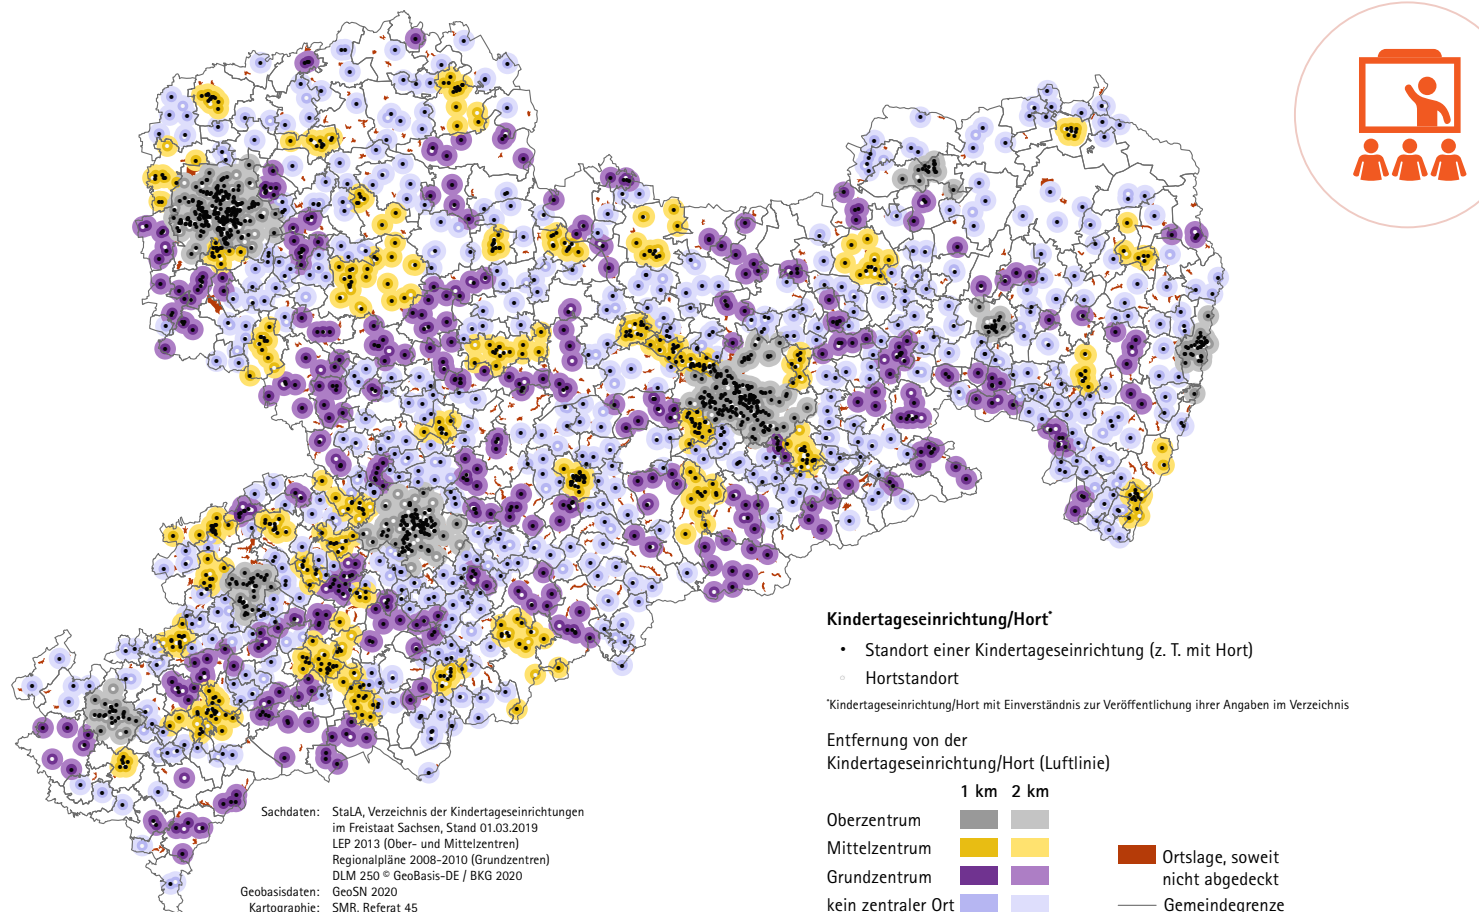 Kindertageseinrichtung/Hort*
• Standort einer Kindertageseinrichtung (z. T. mit Hort)
◦ Hortstandort
*Kindertageseinrichtung/Hort mit Einverständnis zur Veröffentlichung ihrer Angaben im Verzeichnis
Entfernung von der
Kindertageseinrichtung/Hort (Luftlinie)
1 km 2 km
Oberzentrum
Mittelzentrum
Grundzentrum
kein zentraler Ort
Ortslage, soweit
nicht abgedeckt
Gemeindegrenze
Sachdaten: StaLA, Verzeichnis der Kindertageseinrichtungen
im Freistaat Sachsen, Stand 01.03.2019
LEP 2013 (Ober- und Mittelzentren)
Regionalpläne 2008-2010 (Grundzentren)
DLM 250 © GeoBasis-DE / BKG 2020
Geobasisdaten: GeoSN 2020
Kartographie: SMR, Referat 45